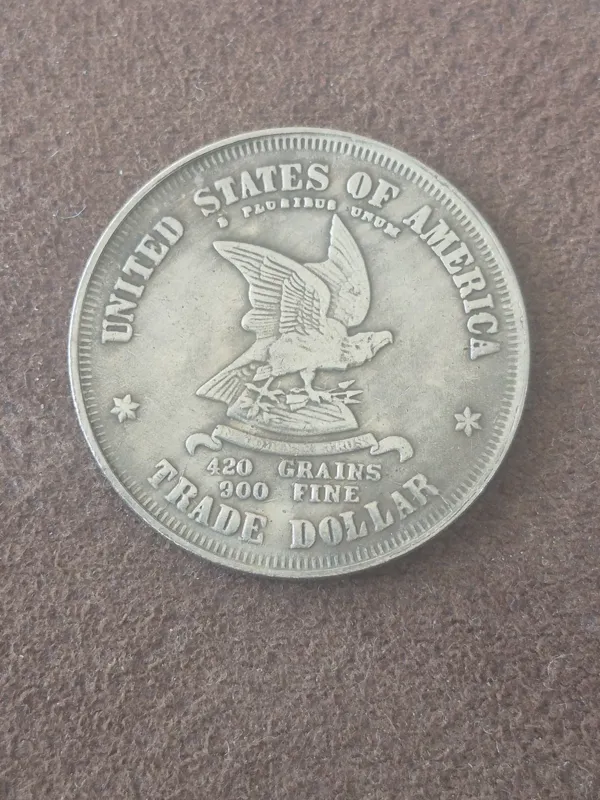 UNITED STATES OF AMERICA
E PLURIBUS UNUM
420 GRAINS
900 FINE
TRADE DOLLAR